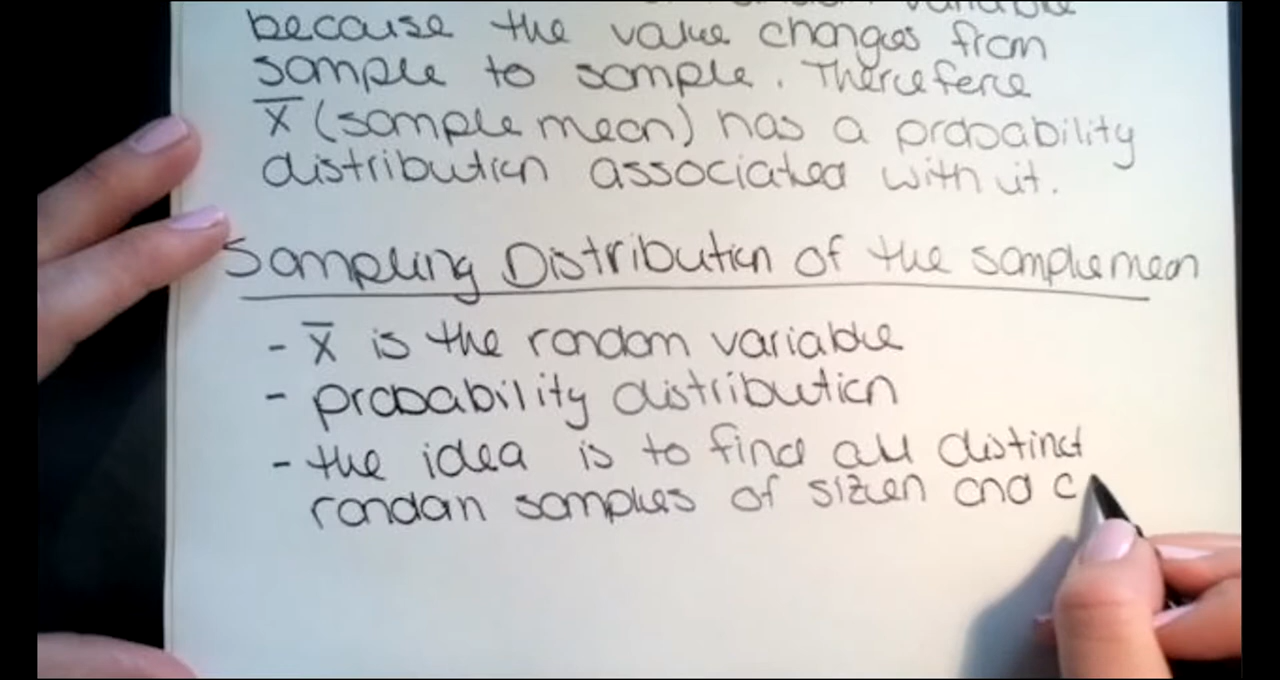 because the value changes from
sample to sample. Therefore
x̄ (sample mean) has a probability
distribution associated with it.
Sampling Distribution of the sample mean
- x̄ is the random variable
- probability distribution
- the idea is to find all distinct
random samples of size n and c